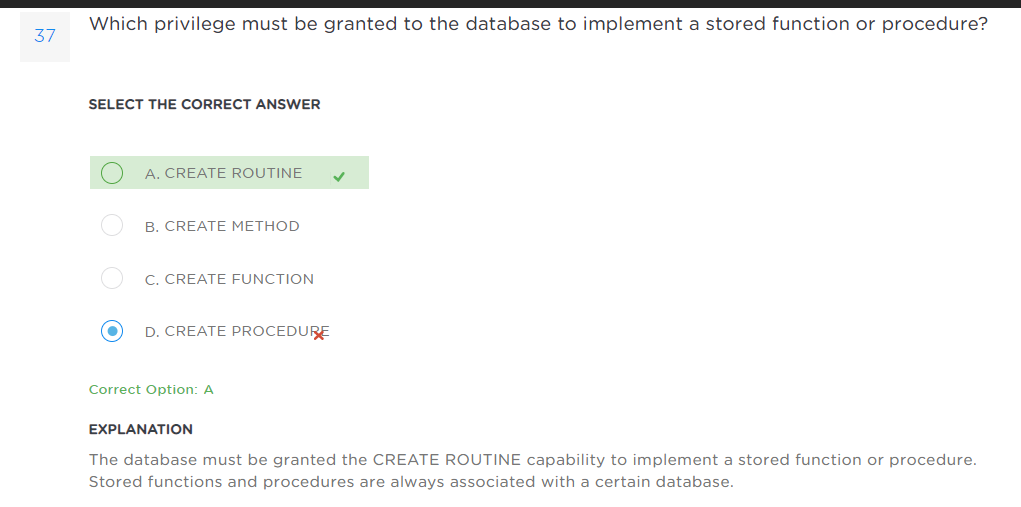 37
Which privilege must be granted to the database to implement a stored function or procedure?
SELECT THE CORRECT ANSWER
A. CREATE ROUTINE
B. CREATE METHOD
C. CREATE FUNCTION
D. CREATE PROCEDURE
Correct Option: A
EXPLANATION
The database must be granted the CREATE ROUTINE capability to implement a stored function or procedure.
Stored functions and procedures are always associated with a certain database.